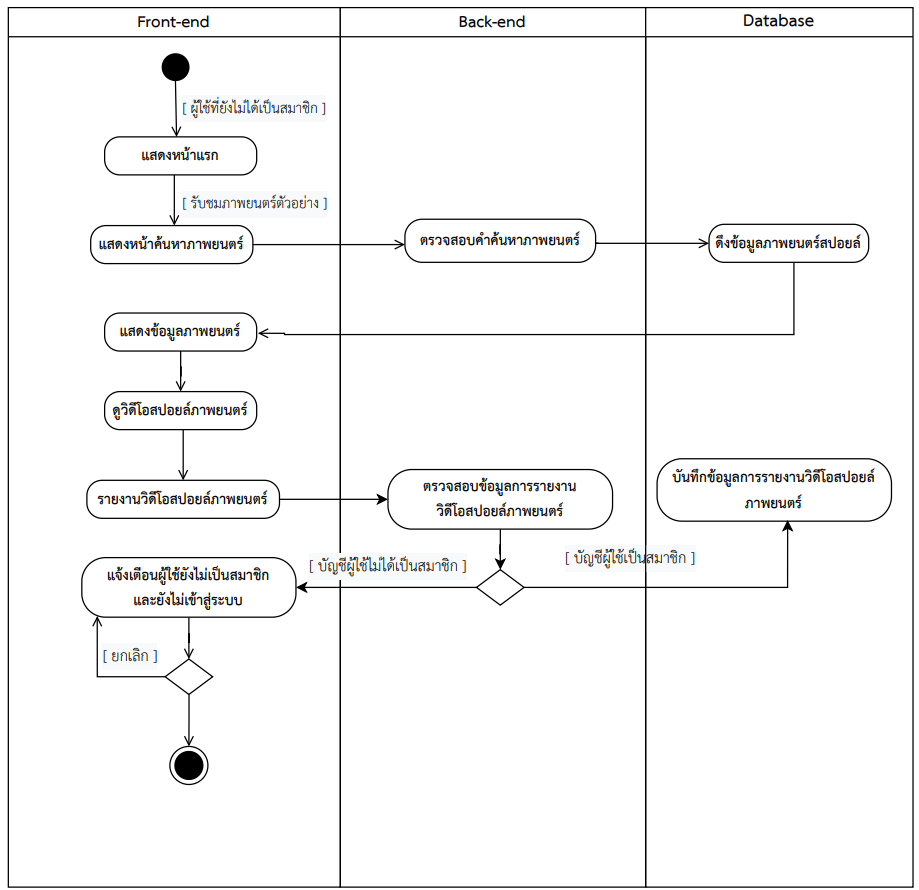 Front-end
Back-end
Database
[ ผู้ใช้ที่ยังไม่ได้เป็นสมาชิก ]
แสดงหน้าแรก
[ รับชมภาพยนตร์ตัวอย่าง ]
แสดงหน้าค้นหาภาพยนตร์
ตรวจสอบคำค้นหาภาพยนตร์
ดึงข้อมูลภาพยนตร์สปอยล์
แสดงข้อมูลภาพยนตร์
ดูวิดีโอสปอยล์ภาพยนตร์
รายงานวิดีโอสปอยล์ภาพยนตร์
ตรวจสอบข้อมูลการรายงาน
วิดีโอสปอยล์ภาพยนตร์
บันทึกข้อมูลการรายงานวิดีโอสปอยล์
ภาพยนตร์
[ บัญชีผู้ใช้ไม่ได้เป็นสมาชิก ]
[ บัญชีผู้ใช้เป็นสมาชิก ]
แจ้งเตือนผู้ใช้ยังไม่เป็นสมาชิก
และยังไม่เข้าสู่ระบบ
[ ยกเลิก ]